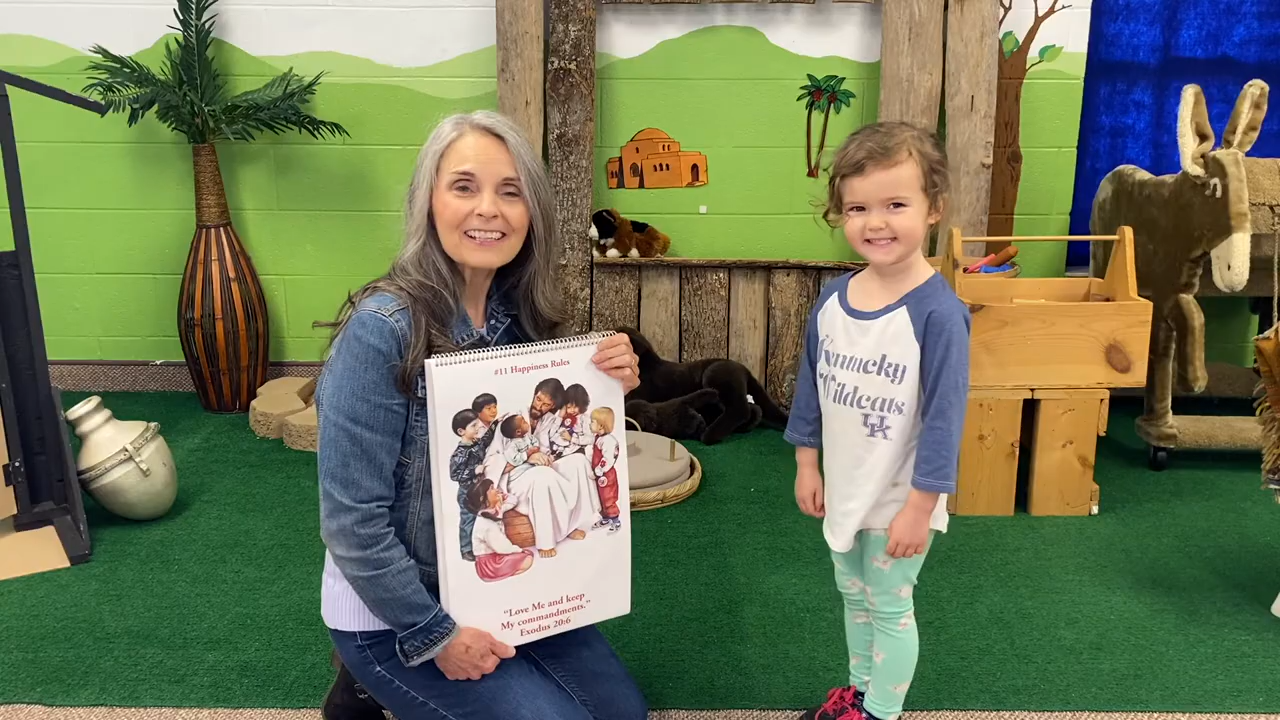 #11 Happiness Rules
"Love Me and keep
My commandments."
Exodus 20:6
Kentucky
Wildcats
UK